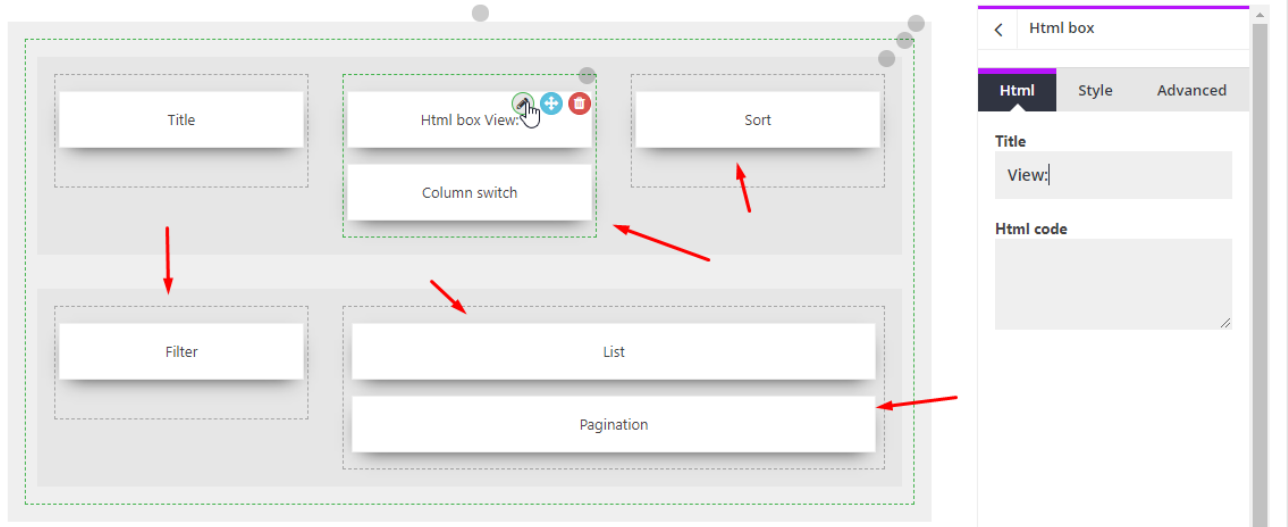 Title
Html box View:
Sort
Column switch
Filter
List
Pagination
Html box
Html Style Advanced
Title
View:
Html code